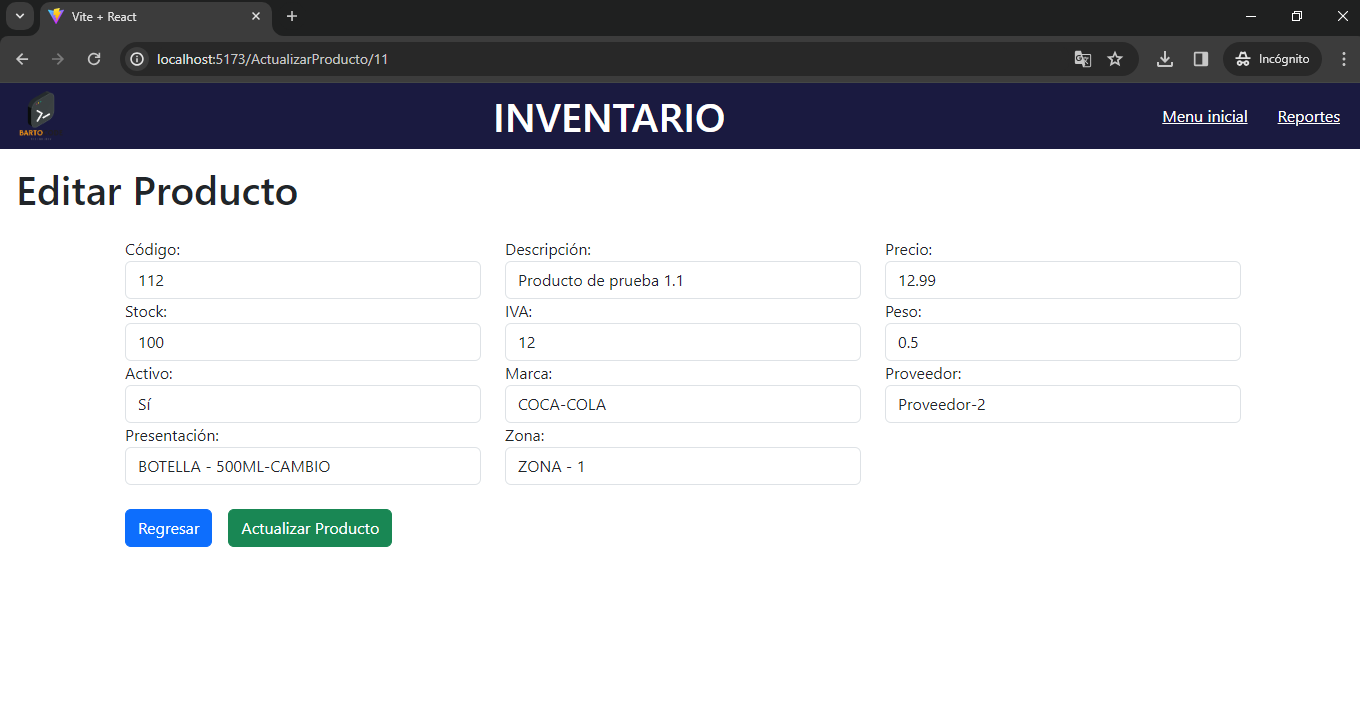 Vite + React
localhost:5173/ActualizarProducto/11
Incógnito
BARTO
INVENTARIO
Menu inicial
Reportes
Editar Producto
Código:
Descripción:
Precio:
112
Producto de prueba 1.1
12.99
Stock:
IVA:
Peso:
100
12
0.5
Activo:
Marca:
Proveedor:
Sí
COCA-COLA
Proveedor-2
Presentación:
Zona:
BOTELLA - 500ML-CAMBIO
ZONA - 1
Regresar
Actualizar Producto